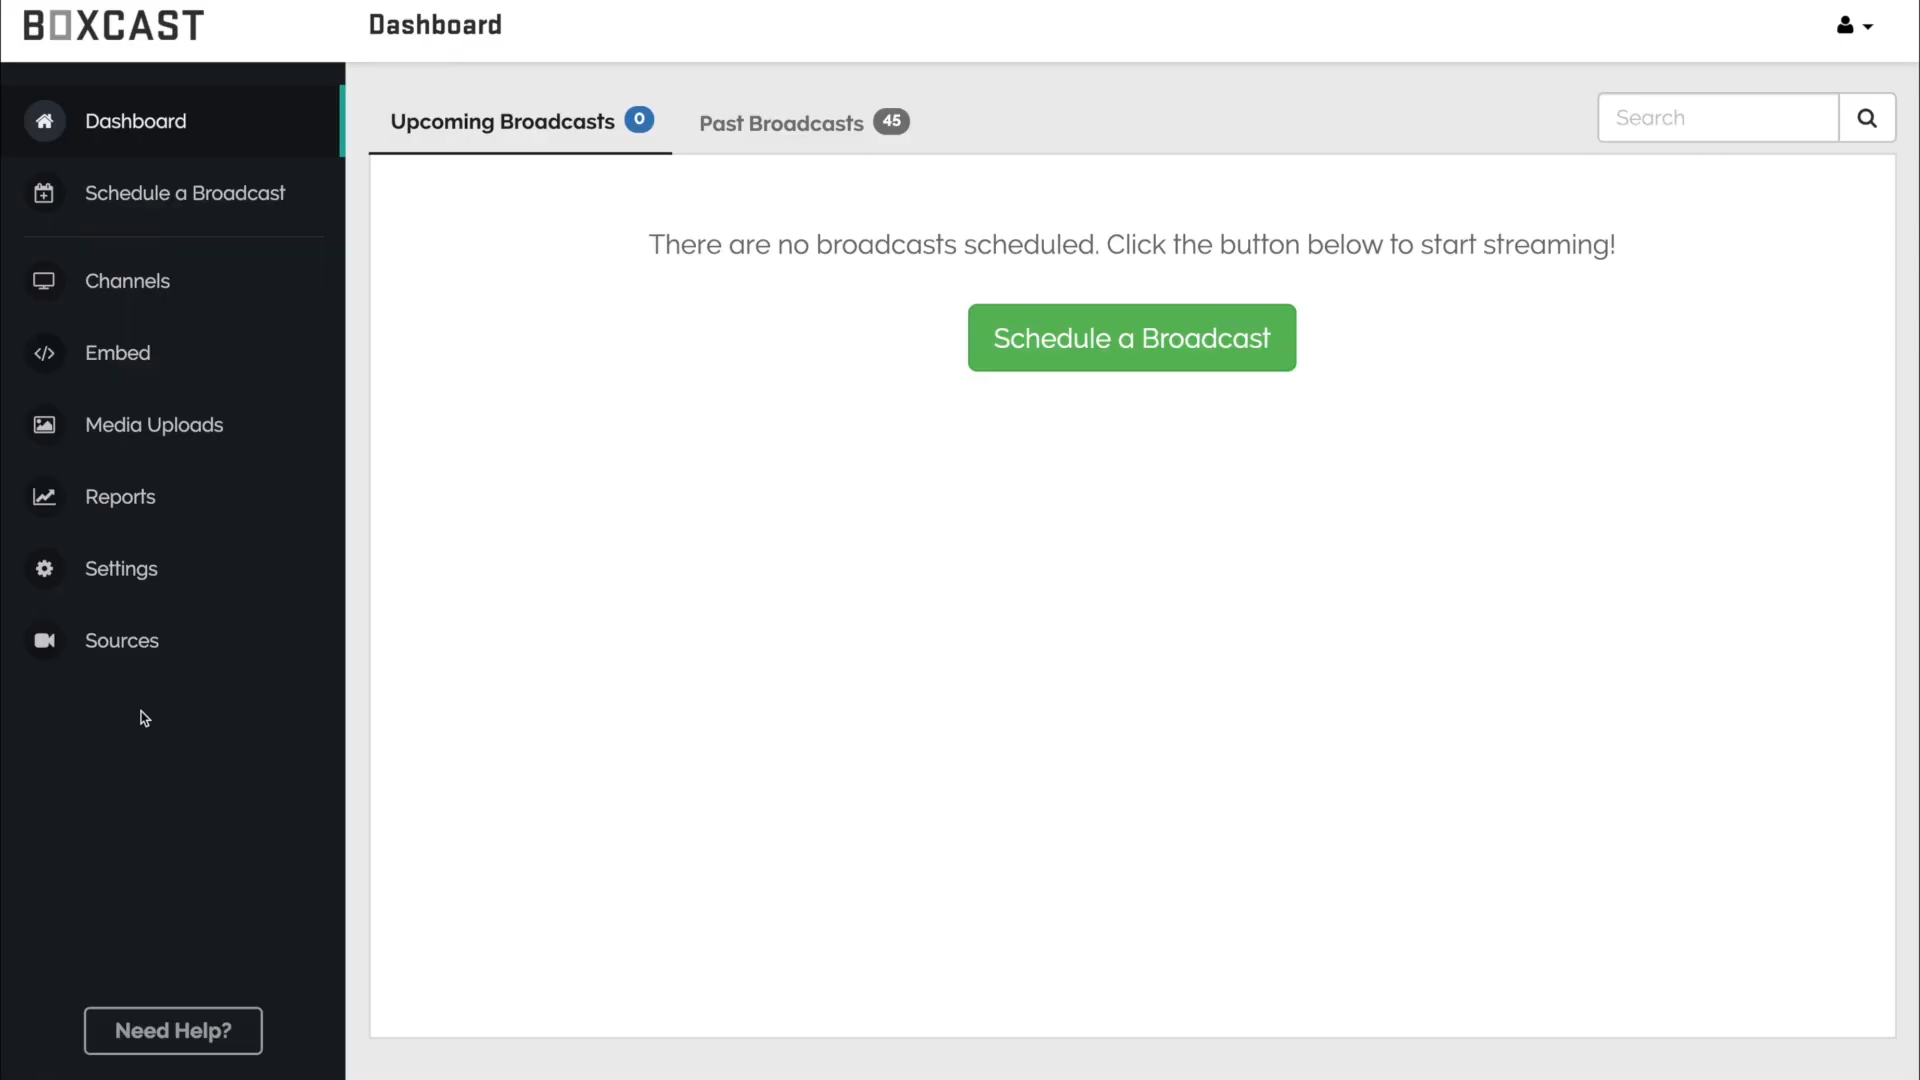 BOXCAST
Dashboard
Dashboard
Schedule a Broadcast
Channels
Embed
Media Uploads
Reports
Settings
Sources
Need Help?
Upcoming Broadcasts 0
Past Broadcasts 45
Search
There are no broadcasts scheduled. Click the button below to start streaming!
Schedule a Broadcast